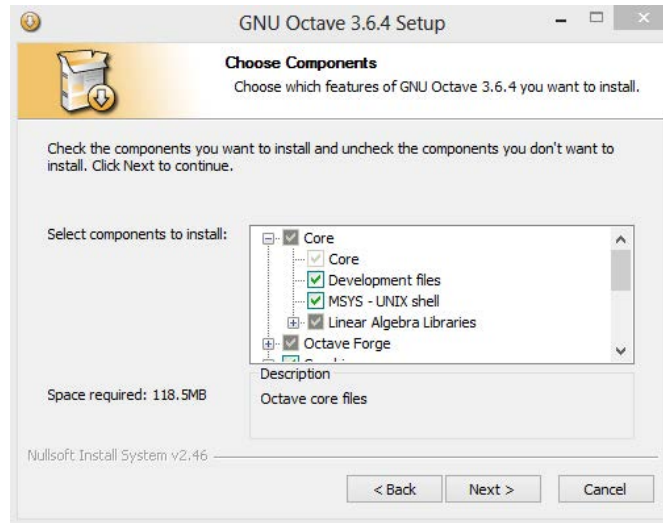 GNU Octave 3.6.4 Setup
Choose Components
Choose which features of GNU Octave 3.6.4 you want to install.
Check the components you want to install and uncheck the components you don't want to
install. Click Next to continue.
Select components to install:
Core
Core
Development files
MSYS - UNIX shell
Linear Algebra Libraries
Octave Forge
Space required: 118.5MB
Description
Octave core files
Nullsoft Install System v2.46
< Back
Next >
Cancel